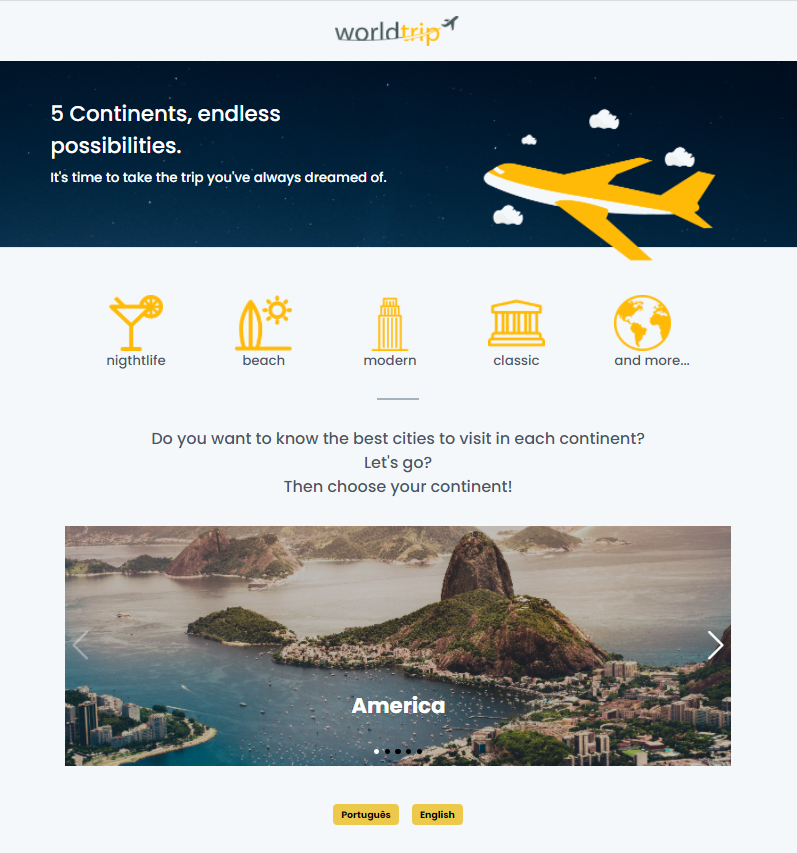 worldtrip
5 Continents, endless
possibilities.
It's time to take the trip you've always dreamed of.
nigthtlife
beach
modern
classic
and more...
Do you want to know the best cities to visit in each continent?
Let's go?
Then choose your continent!
America
Português
English